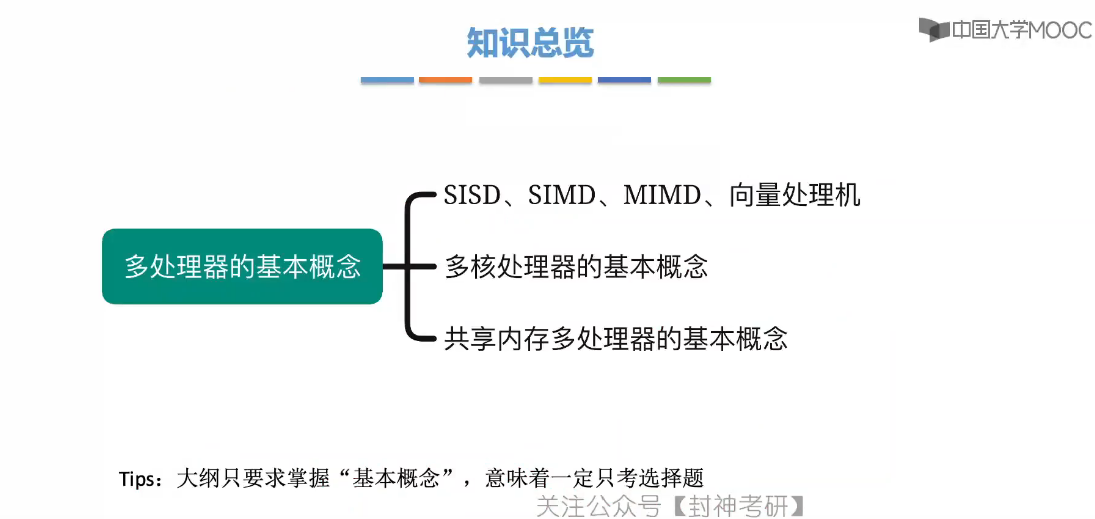 知识总览
中国大学MOOC
SISD、SIMD、MIMD、向量处理机
多处理器的基本概念
多核处理器的基本概念
共享内存多处理器的基本概念
Tips：大纲只要求掌握“基本概念”，意味着一定只考选择题
关注公众号【封神考研】